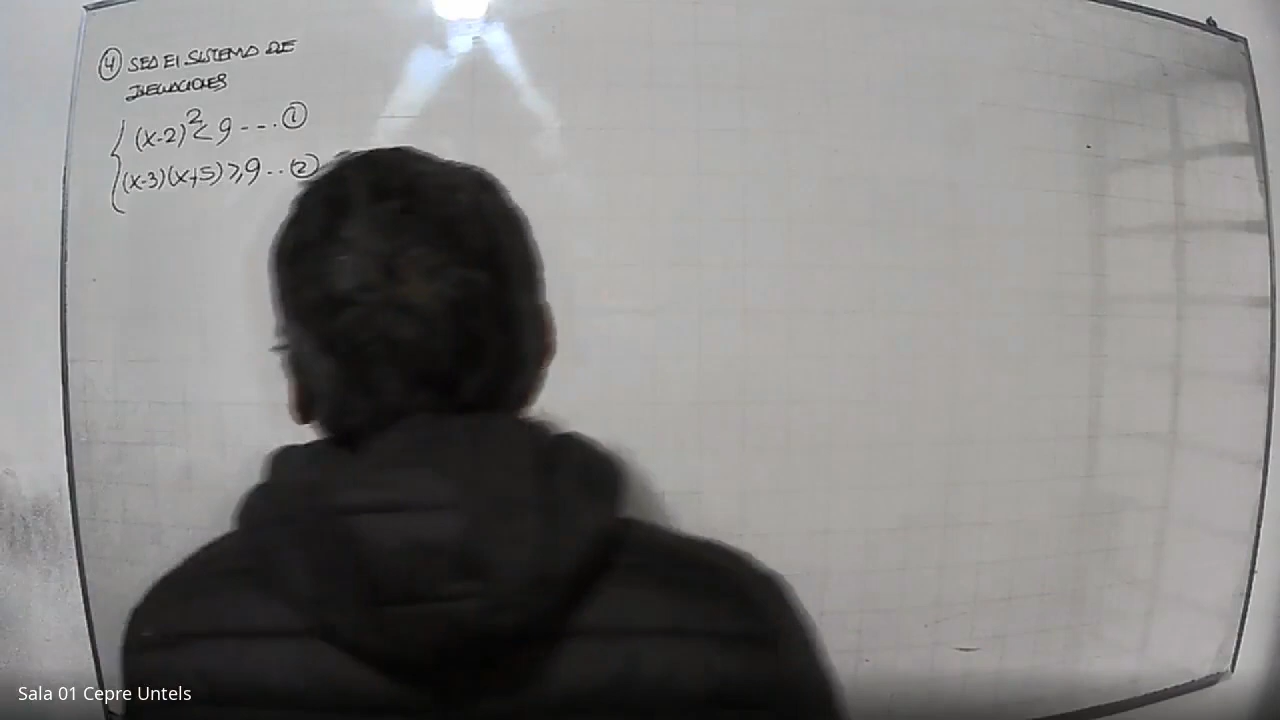 ④ SEA EL SISTEMA DE
INECUACIONES
(x-2)² < 9 ---. ①
(x-3)(x+5) ⩾ 9 .. ②
Sala 01 Cepre Untels